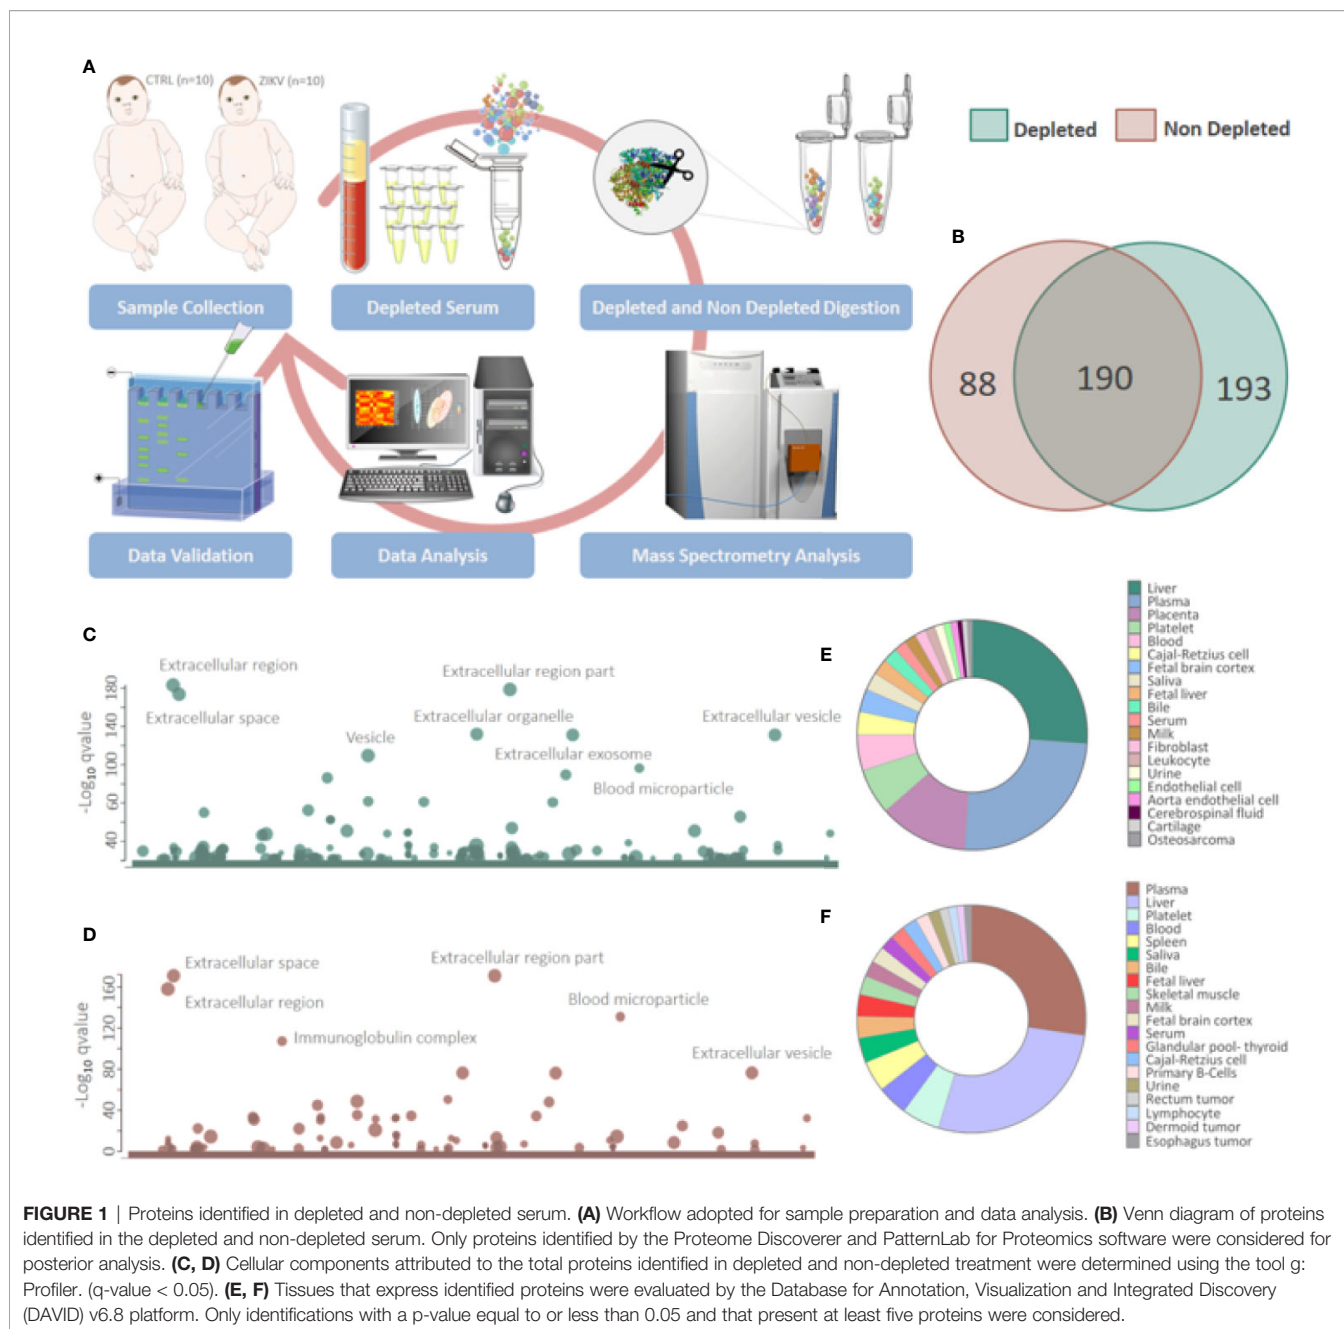 A
CTRL (n=10)
ZIKV (n=10)
Sample Collection
Depleted Serum
Depleted and Non Depleted Digestion
Data Validation
Data Analysis
Mass Spectrometry Analysis
Depleted
Non Depleted
B
88
190
193
C
-Log10 qvalue
180
140
100
60
40
Extracellular region
Extracellular space
Extracellular region part
Extracellular organelle
Vesicle
Extracellular exosome
Extracellular vesicle
Blood microparticle
D
-Log10 qvalue
160
120
80
40
0
Extracellular space
Extracellular region
Extracellular region part
Immunoglobulin complex
Blood microparticle
Extracellular vesicle
E
Liver
Plasma
Placenta
Platelet
Blood
Cajal-Retzius cell
Fetal brain cortex
Saliva
Fetal liver
Bile
Serum
Milk
Fibroblast
Leukocyte
Urine
Endothelial cell
Aorta endothelial cell
Cerebrospinal fluid
Cartilage
Osteosarcoma
F
Plasma
Liver
Platelet
Blood
Spleen
Saliva
Bile
Fetal liver
Skeletal muscle
Milk
Fetal brain cortex
Serum
Glandular pool- thyroid
Cajal-Retzius cell
Primary B-Cells
Urine
Rectum tumor
Lymphocyte
Dermoid tumor
Esophagus tumor
FIGURE 1 | Proteins identified in depleted and non-depleted serum. (A) Workflow adopted for sample preparation and data analysis. (B) Venn diagram of proteins
identified in the depleted and non-depleted serum. Only proteins identified by the Proteome Discoverer and PatternLab for Proteomics software were considered for
posterior analysis. (C, D) Cellular components attributed to the total proteins identified in depleted and non-depleted treatment were determined using the tool g:
Profiler. (q-value < 0.05). (E, F) Tissues that express identified proteins were evaluated by the Database for Annotation, Visualization and Integrated Discovery
(DAVID) v6.8 platform. Only identifications with a p-value equal to or less than 0.05 and that present at least five proteins were considered.